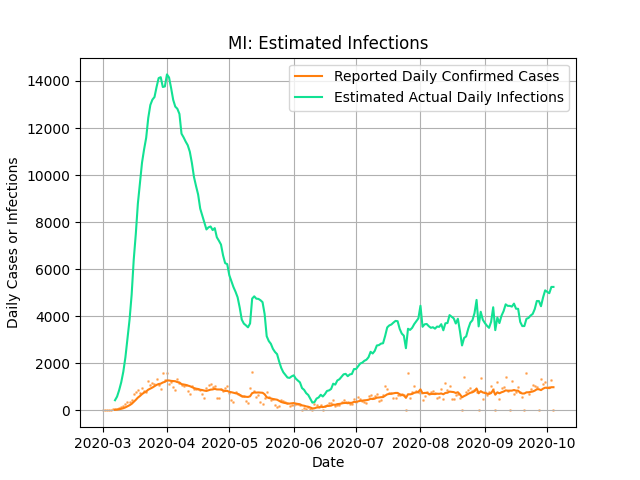 MI: Estimated Infections
Reported Daily Confirmed Cases
Estimated Actual Daily Infections
Daily Cases or Infections
14000
12000
10000
8000
6000
4000
2000
0
2020-03 2020-04 2020-05 2020-06 2020-07 2020-08 2020-09 2020-10
Date